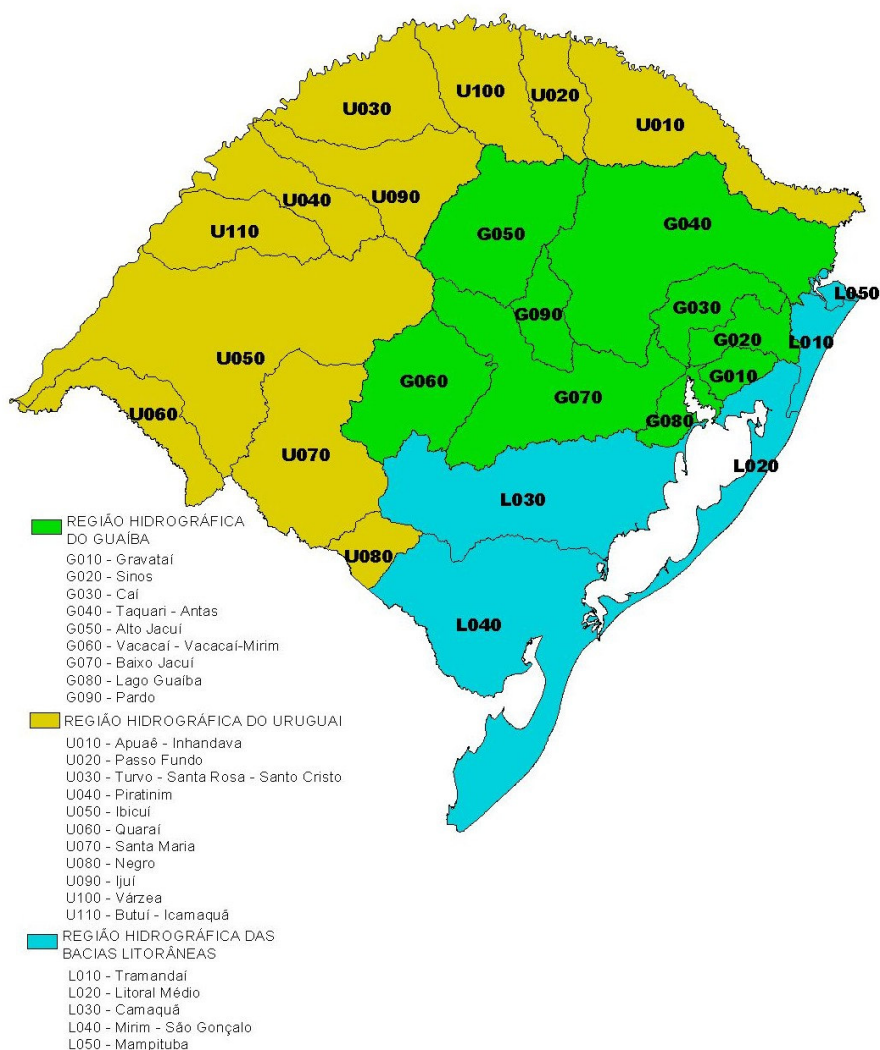 U100
U020
U030
U010
U090
U040
G040
U110
G050
L050
G030
G090
G020
L010
U050
G010
G060
G070
U060
G080
U070
L020
L030
U080
L040
REGIÃO HIDROGRÁFICA
DO GUAÍBA
G010 - Gravataí
G020 - Sinos
G030 - Caí
G040 - Taquari - Antas
G050 - Alto Jacuí
G060 - Vacacaí - Vacacaí-Mirim
G070 - Baixo Jacuí
G080 - Lago Guaíba
G090 - Pardo
REGIÃO HIDROGRÁFICA DO URUGUAI
U010 - Apuaê - Inhandava
U020 - Passo Fundo
U030 - Turvo - Santa Rosa - Santo Cristo
U040 - Piratinim
U050 - Ibicuí
U060 - Quaraí
U070 - Santa Maria
U080 - Negro
U090 - Ijuí
U100 - Várzea
U110 - Butuí - Icamaquã
REGIÃO HIDROGRÁFICA DAS
BACIAS LITORÂNEAS
L010 - Tramandaí
L020 - Litoral Médio
L030 - Camaquã
L040 - Mirim - São Gonçalo
L050 - Mampituba